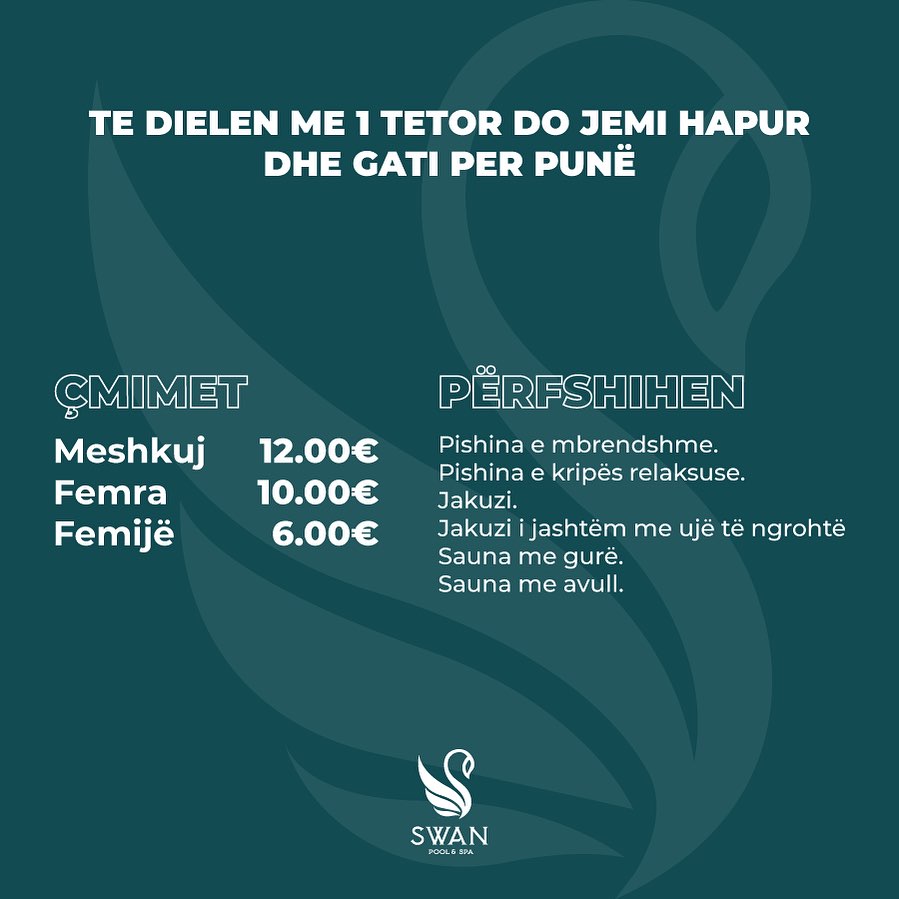 TE DIELEN ME 1 TETOR DO JEMI HAPUR
DHE GATI PER PUNË
ÇMIMET
Meshkuj 12.00€
Femra 10.00€
Femijë 6.00€
PËRFSHIHEN
Pishina e mbrendshme.
Pishina e kripës relaksuse.
Jakuzi.
Jakuzi i jashtëm me ujë të ngrohtë
Sauna me gurë.
Sauna me avull.
SWAN
POOL & SPA